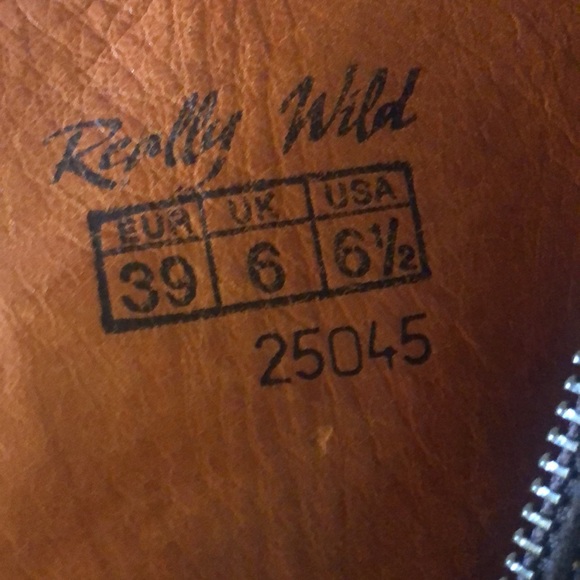 Really Wild
EUR UK USA
39 6 6½
25045